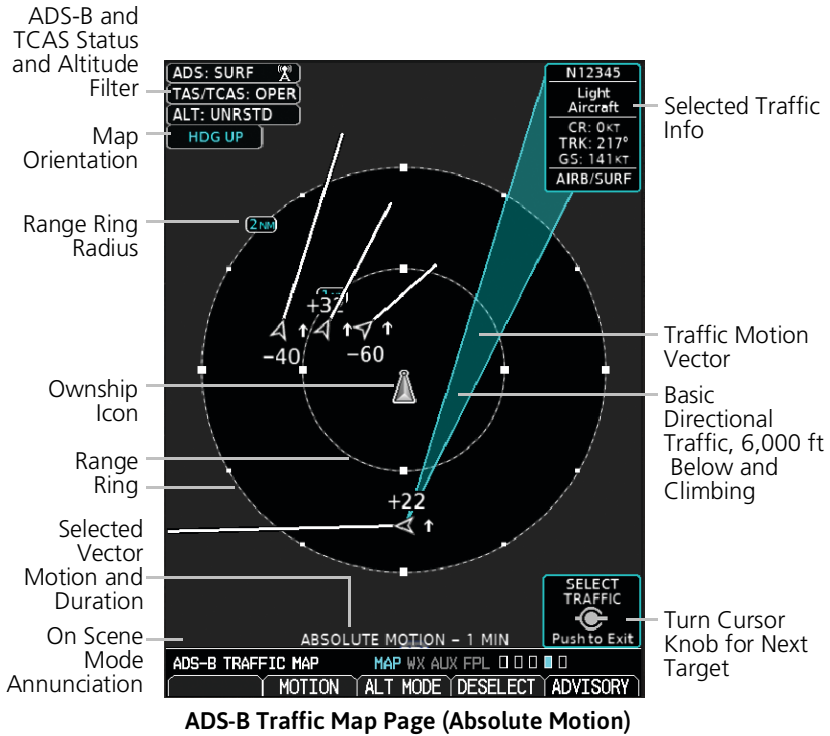 ADS-B and
TCAS Status
and Altitude
Filter
Map
Orientation
Range Ring
Radius
Ownship
Icon
Range
Ring
Selected
Vector
Motion and
Duration
On Scene
Mode
Annunciation
ADS: SURF
TAS/TCAS: OPER
ALT: UNRSTD
HDG UP
2 NM
+32
-40
-60
+22
N12345
Light
Aircraft
CR: 0KT
TRK: 217°
GS: 141KT
AIRB/SURF
SELECT
TRAFFIC
Push to Exit
ABSOLUTE MOTION – 1 MIN
ADS-B TRAFFIC MAP MAP WX AUX FPL
MOTION ALT MODE DESELECT ADVISORY
Selected Traffic
Info
Traffic Motion
Vector
Basic
Directional
Traffic, 6,000 ft
Below and
Climbing
Turn Cursor
Knob for Next
Target
ADS-B Traffic Map Page (Absolute Motion)